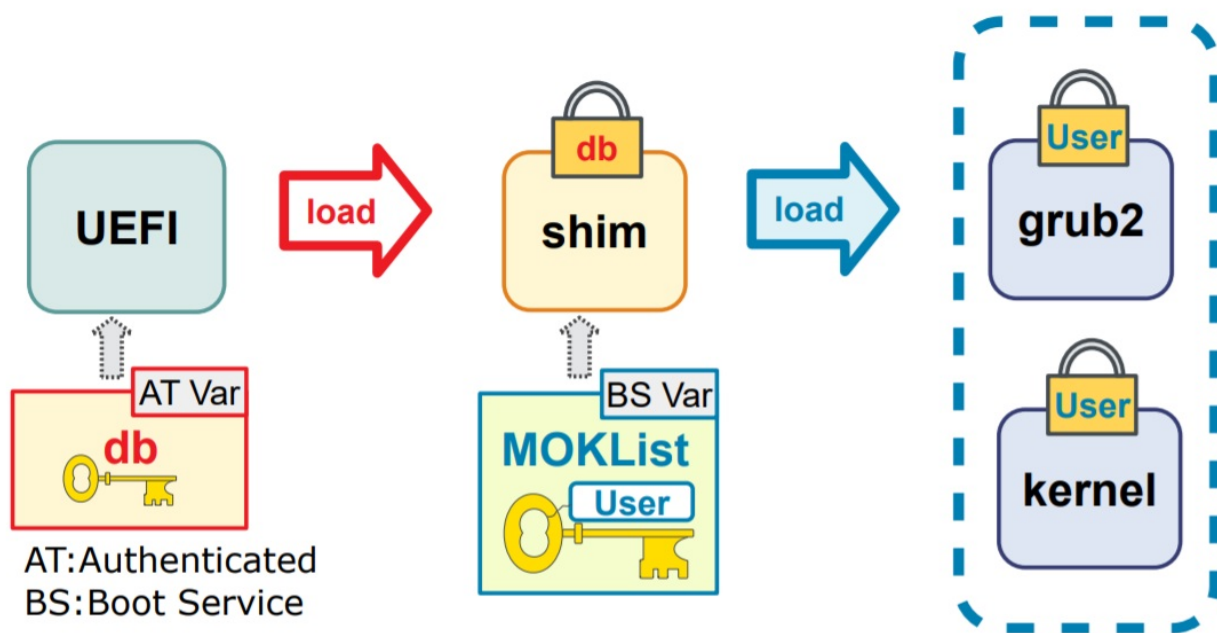 UEFI
load
db
shim
load
User
grub2
AT Var
db
BS Var
MOKList
User
User
kernel
AT:Authenticated
BS:Boot Service